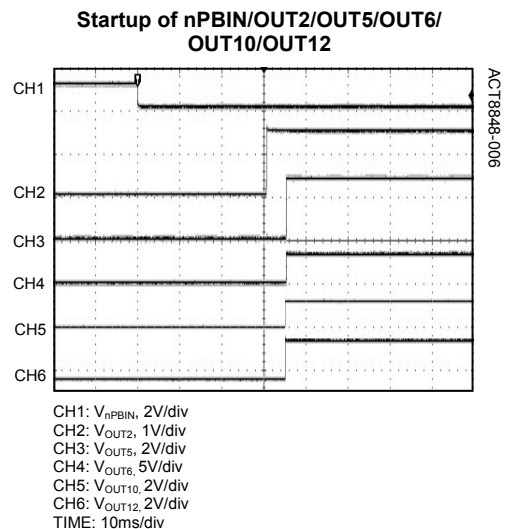 Startup of nPBIN/OUT2/OUT5/OUT6/
OUT10/OUT12
CH1
CH2
CH3
CH4
CH5
CH6
ACT8848-006
CH1: VnPBIN, 2V/div
CH2: VOUT2, 1V/div
CH3: VOUT5, 2V/div
CH4: VOUT6, 5V/div
CH5: VOUT10, 2V/div
CH6: VOUT12, 2V/div
TIME: 10ms/div